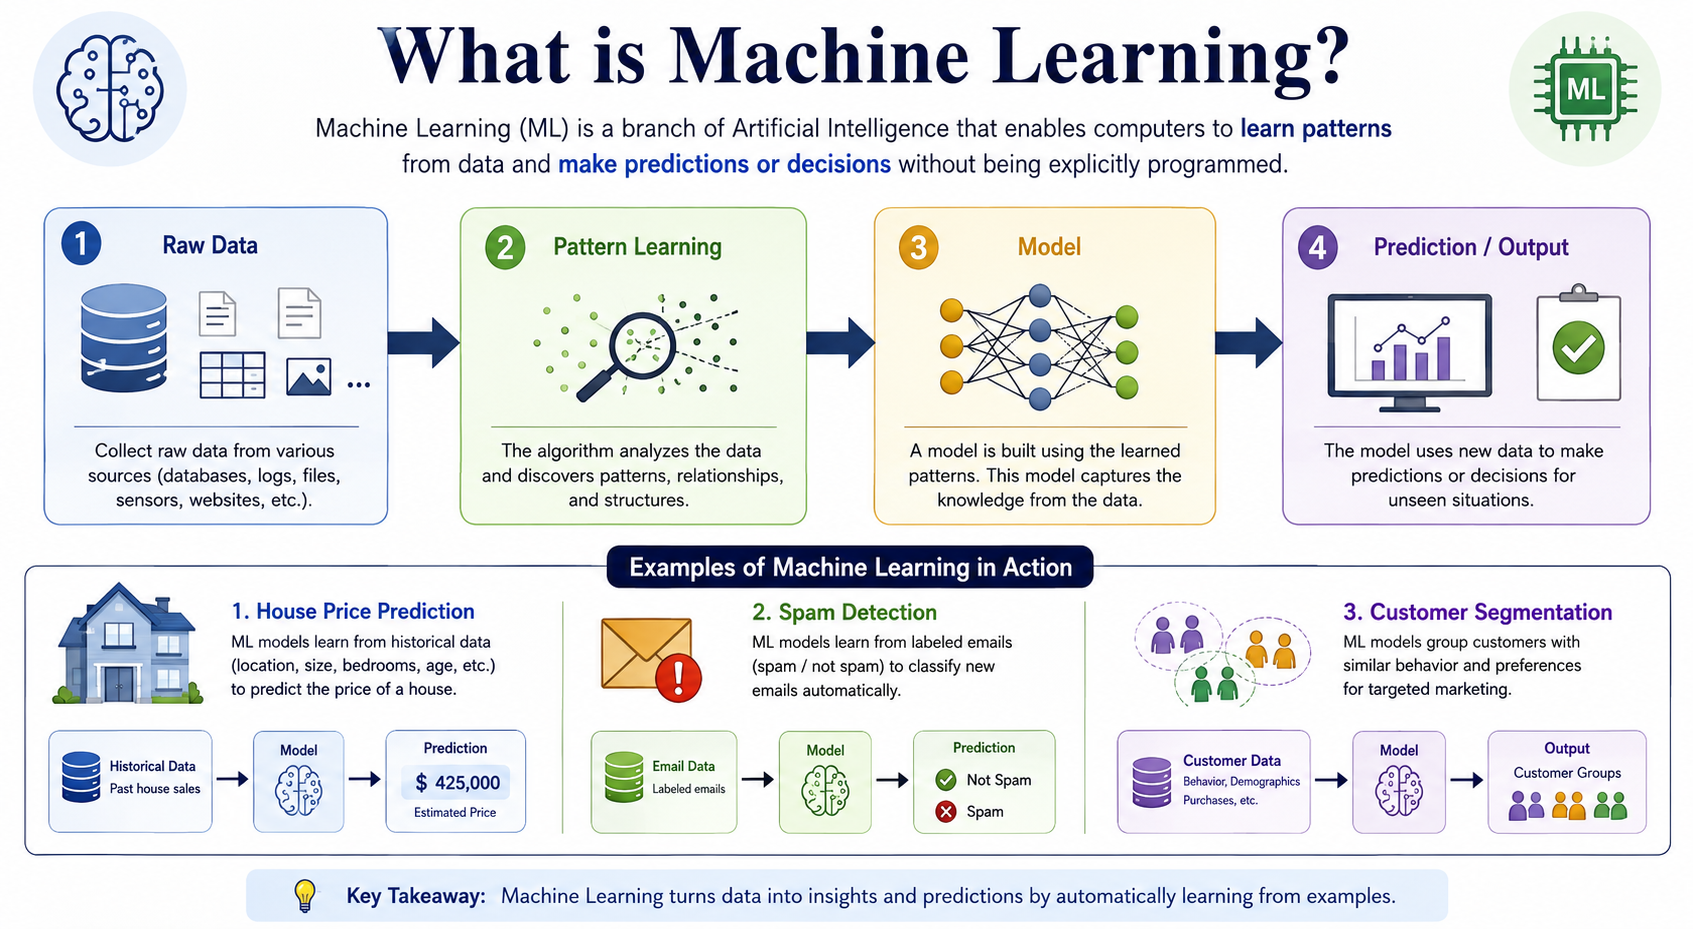 What is Machine Learning?
ML
Machine Learning (ML) is a branch of Artificial Intelligence that enables computers to learn patterns
from data and make predictions or decisions without being explicitly programmed.
1
Raw Data
...
Collect raw data from various
sources (databases, logs, files,
sensors, websites, etc.).
2
Pattern Learning
The algorithm analyzes the data
and discovers patterns, relationships,
and structures.
3
Model
A model is built using the learned
patterns. This model captures the
knowledge from the data.
4
Prediction / Output
The model uses new data to make
predictions or decisions for
unseen situations.
Examples of Machine Learning in Action
1. House Price Prediction
ML models learn from historical data
(location, size, bedrooms, age, etc.)
to predict the price of a house.
Historical Data
Past house sales
Model
Prediction
$ 425,000
Estimated Price
2. Spam Detection
ML models learn from labeled emails
(spam / not spam) to classify new
emails automatically.
Email Data
Labeled emails
Model
Prediction
Not Spam
Spam
3. Customer Segmentation
ML models group customers with
similar behavior and preferences
for targeted marketing.
Customer Data
Behavior, Demographics
Purchases, etc.
Model
Output
Customer Groups
Key Takeaway: Machine Learning turns data into insights and predictions by automatically learning from examples.